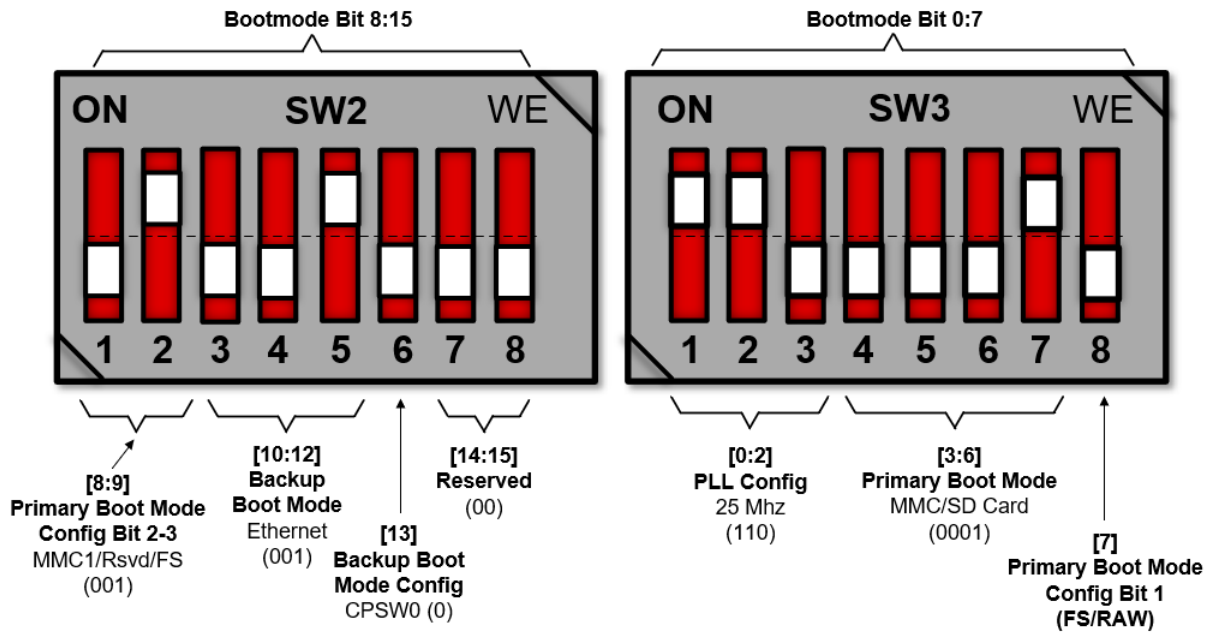 Bootmode Bit 8:15
ON SW2 WE
1 2 3 4 5 6 7 8
[8:9]
Primary Boot Mode
Config Bit 2-3
MMC1/Rsvd/FS
(001)
[10:12]
Backup
Boot Mode
Ethernet
(001)
[13]
Backup Boot
Mode Config
CPSW0 (0)
[14:15]
Reserved
(00)
Bootmode Bit 0:7
ON SW3 WE
1 2 3 4 5 6 7 8
[0:2]
PLL Config
25 Mhz
(110)
[3:6]
Primary Boot Mode
MMC/SD Card
(0001)
[7]
Primary Boot Mode
Config Bit 1
(FS/RAW)